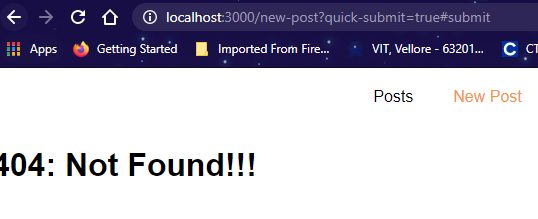 localhost:3000/new-post?quick-submit=true#submit
Apps Getting Started Imported From Fire... VIT, Vellore - 63201... C CT
Posts New Post
404: Not Found!!!